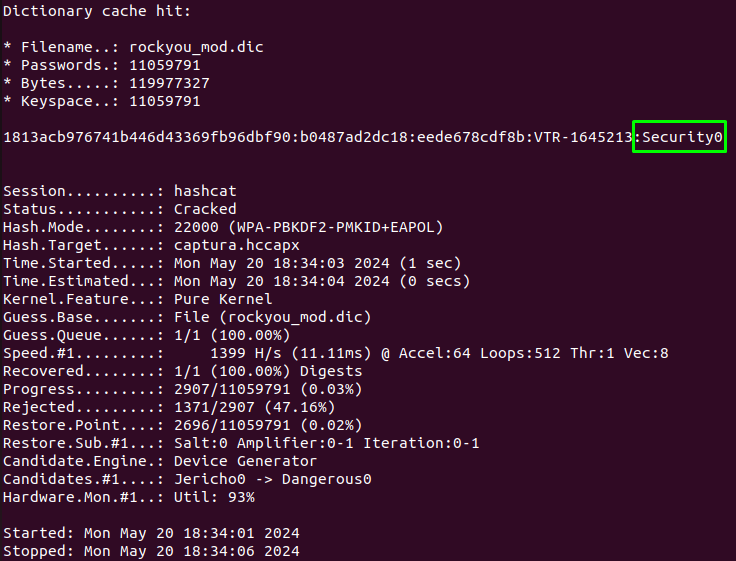 Dictionary cache hit:
* Filename..: rockyou_mod.dic
* Passwords.: 11059791
* Bytes.....: 119977327
* Keyspace..: 11059791
1813acb976741b446d43369fb96dbf90:b0487ad2dc18:eede678cdf8b:VTR-1645213:Security0
Session..........: hashcat
Status...........: Cracked
Hash.Mode........: 22000 (WPA-PBKDF2-PMKID+EAPOL)
Hash.Target......: captura.hccapx
Time.Started.....: Mon May 20 18:34:03 2024 (1 sec)
Time.Estimated...: Mon May 20 18:34:04 2024 (0 secs)
Kernel.Feature...: Pure Kernel
Guess.Base.......: File (rockyou_mod.dic)
Guess.Queue......: 1/1 (100.00%)
Speed.#1.........:     1399 H/s (11.11ms) @ Accel:64 Loops:512 Thr:1 Vec:8
Recovered........: 1/1 (100.00%) Digests
Progress.........: 2907/11059791 (0.03%)
Rejected.........: 1371/2907 (47.16%)
Restore.Point....: 2696/11059791 (0.02%)
Restore.Sub.#1...: Salt:0 Amplifier:0-1 Iteration:0-1
Candidate.Engine.: Device Generator
Candidates.#1....: Jericho0 -> Dangerous0
Hardware.Mon.#1..: Util: 93%
Started: Mon May 20 18:34:01 2024
Stopped: Mon May 20 18:34:06 2024